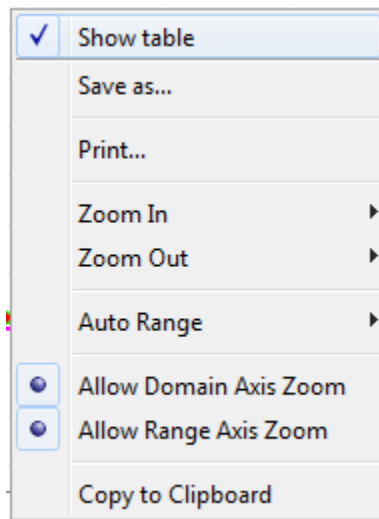 Show table
Save as...
Print...
Zoom In
Zoom Out
Auto Range
Allow Domain Axis Zoom
Allow Range Axis Zoom
Copy to Clipboard